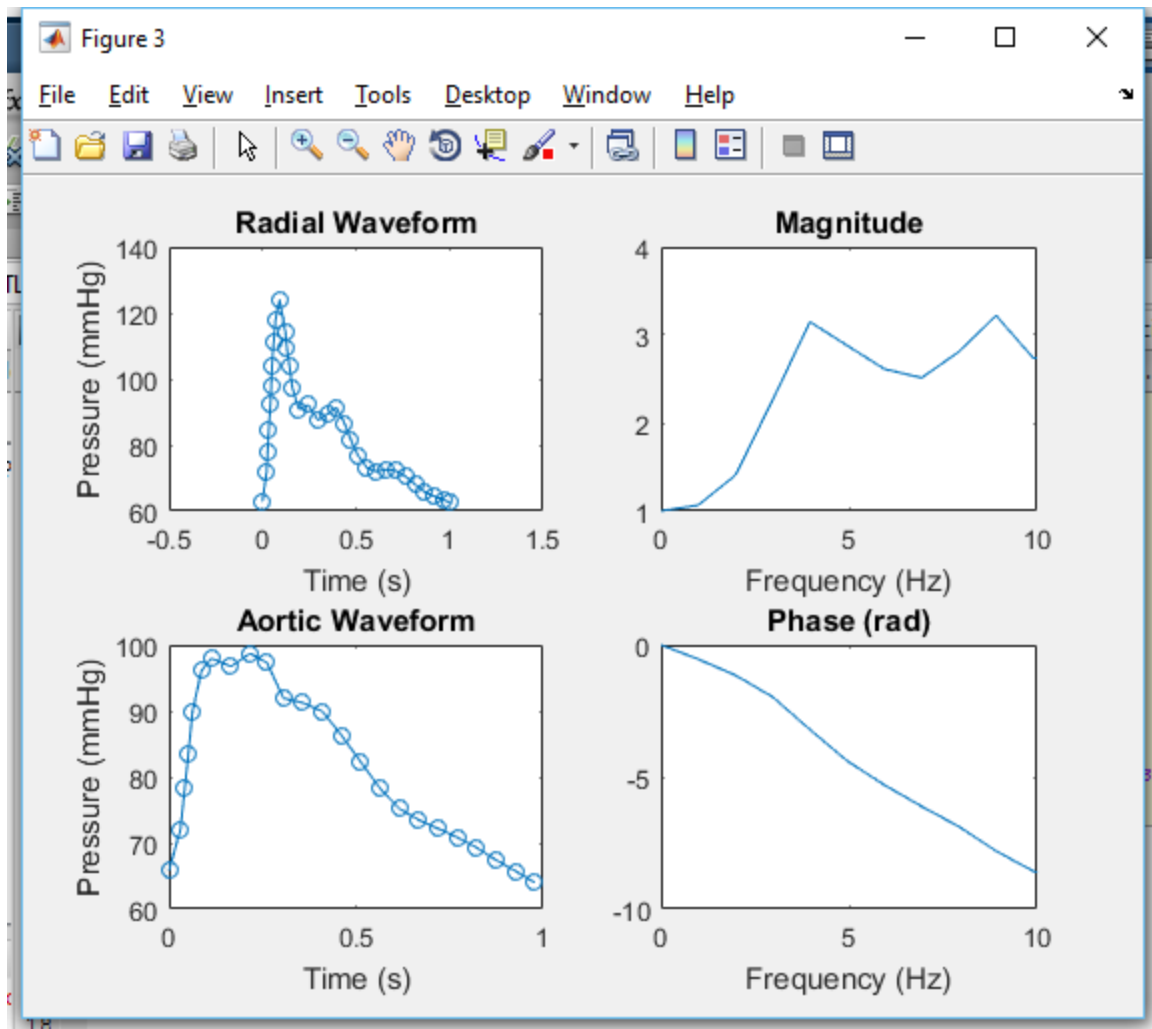 Figure 3
File Edit View Insert Tools Desktop Window Help
Radial Waveform
Pressure (mmHg)
140
120
100
80
60
-0.5 0 0.5 1 1.5
Time (s)
Magnitude
4
3
2
1
0 5 10
Frequency (Hz)
Aortic Waveform
Pressure (mmHg)
100
90
80
70
60
0 0.5 1
Time (s)
Phase (rad)
0
-5
-10
0 5 10
Frequency (Hz)